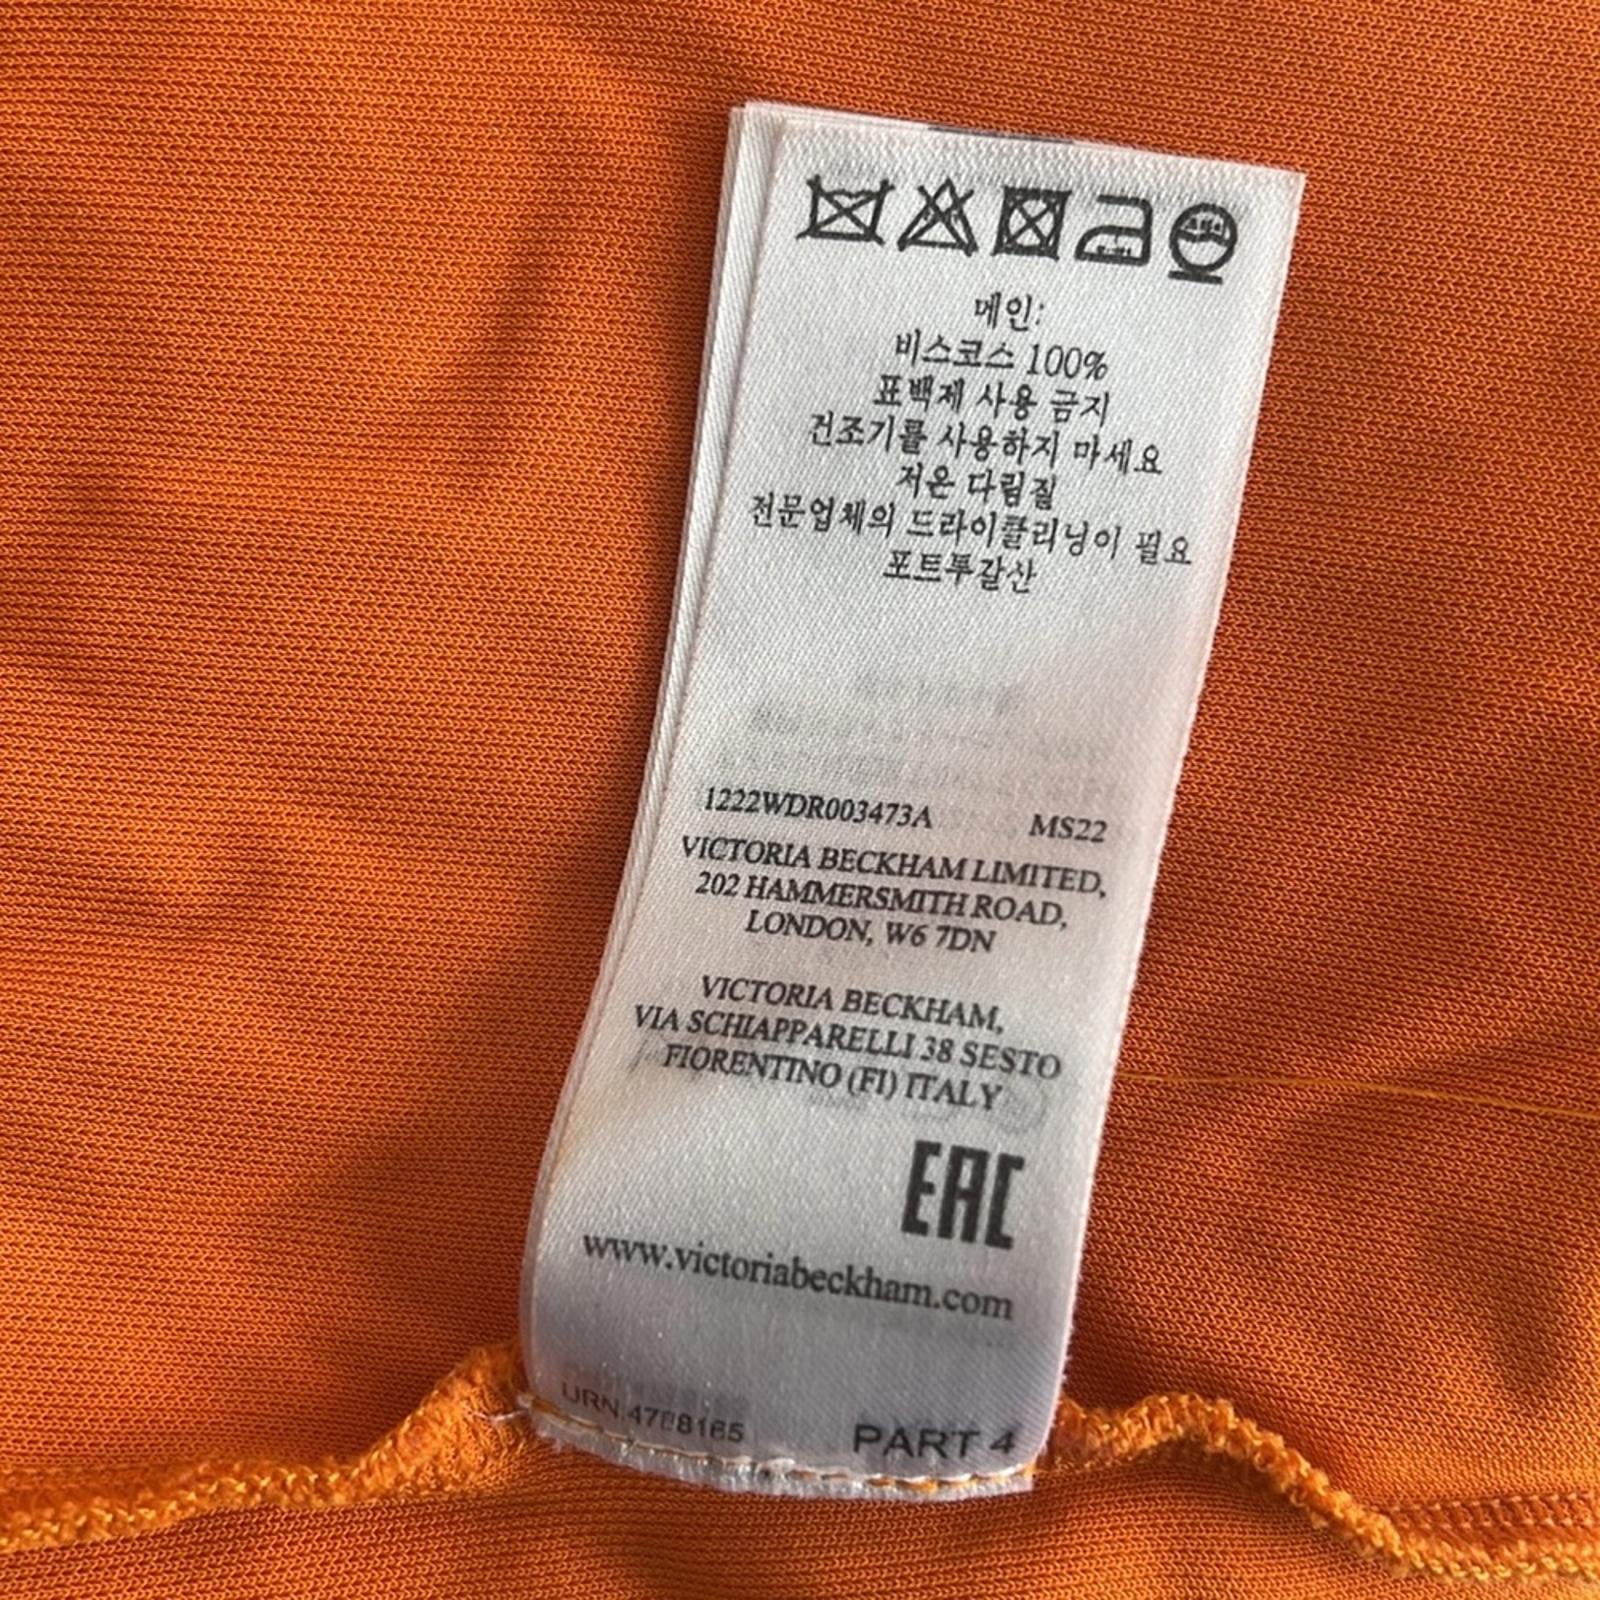 메인:
비스코스 100%
표백제 사용 금지
건조기를 사용하지 마세요
저온 다림질
전문업체의 드라이클리닝이 필요
포트투갈산
1222WDR003473A MS22
VICTORIA BECKHAM LIMITED,
202 HAMMERSMITH ROAD,
LONDON, W6 7DN
VICTORIA BECKHAM,
VIA SCHIAPPARELLI 38 SESTO
FIORENTINO (FI) ITALY
EAC
www.victoriabeckham.com
URN 4788165 PART 4